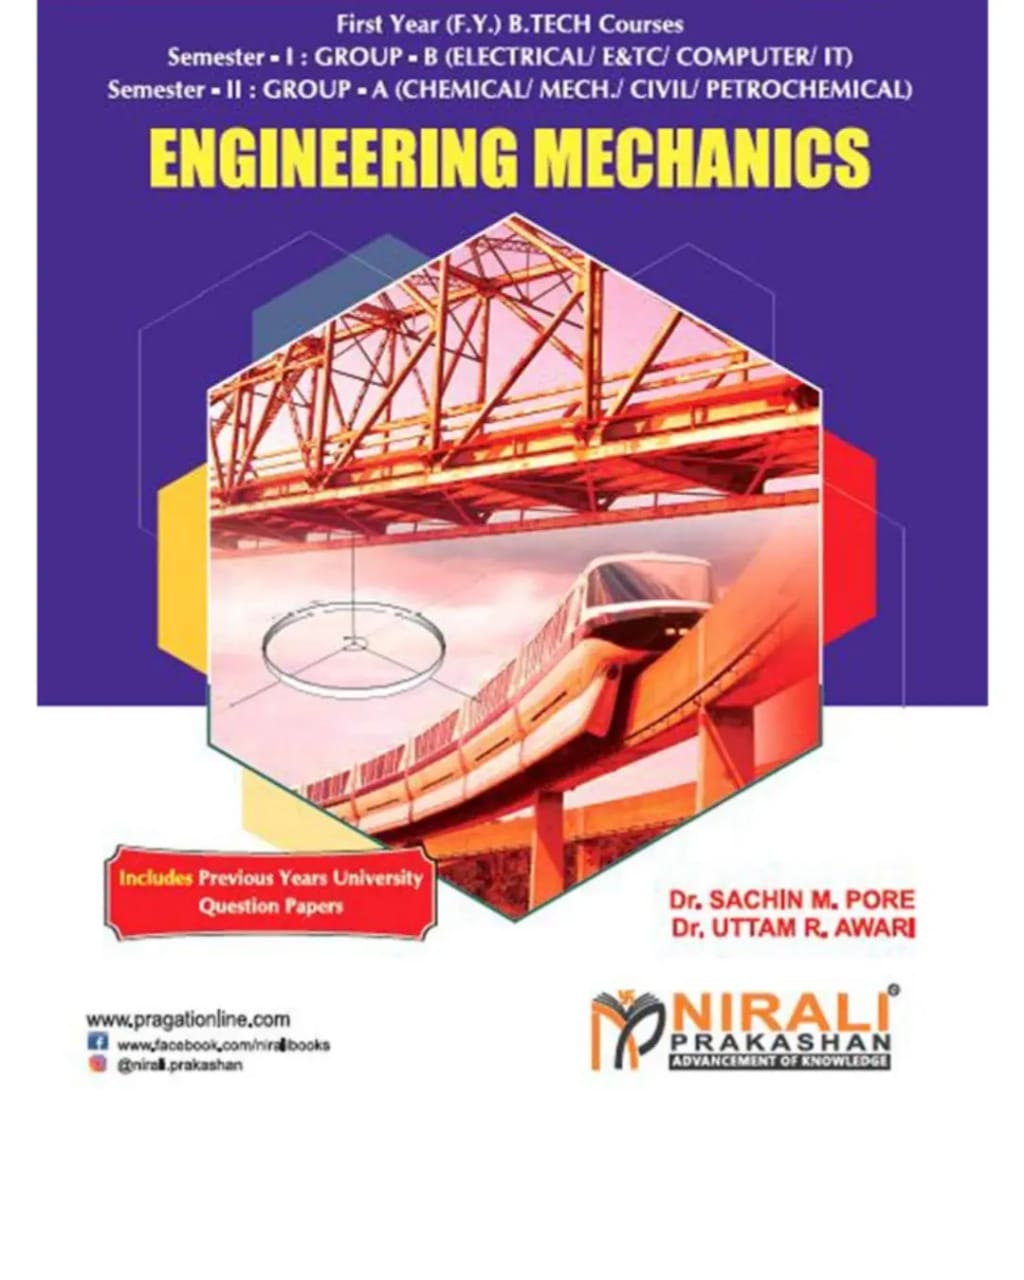 First Year (F.Y.) B.TECH Courses
Semester - I : GROUP - B (ELECTRICAL/ E&TC/ COMPUTER/ IT)
Semester - II : GROUP - A (CHEMICAL/ MECH./ CIVIL/ PETROCHEMICAL)
ENGINEERING MECHANICS
Includes Previous Years University
Question Papers
Dr. SACHIN M. PORE
Dr. UTTAM R. AWARI
www.pragationline.com
www.facebook.com/niralibooks
@nirali.prakashan
NIRALI®
PRAKASHAN
ADVANCEMENT OF KNOWLEDGE